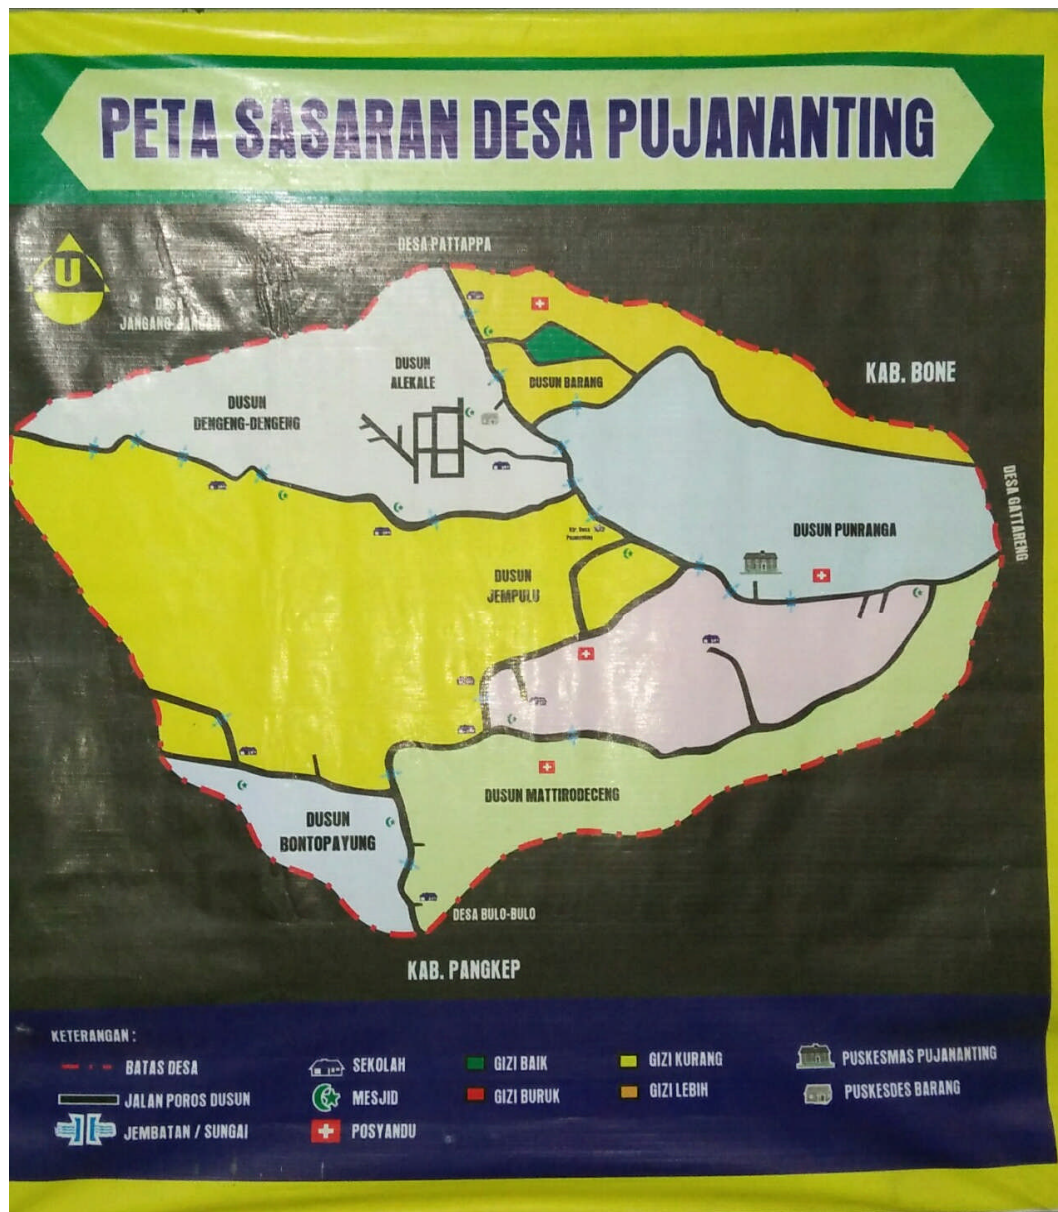 PETA SASARAN DESA PUJANANTING
DESA PATTAPPA
U
DESA
JANGANG-JANGAN
KAB. BONE
DUSUN
ALEKALE
DUSUN BARANG
DUSUN
DENGENG-DENGENG
DESA GATTARENG
DUSUN PUNRANGA
DUSUN
JEMPULU
DUSUN MATTIRODECENG
DUSUN
BONTOPAYUNG
DESA BULO-BULO
KAB. PANGKEP
KETERANGAN :
BATAS DESA
JALAN POROS DUSUN
JEMBATAN / SUNGAI
SEKOLAH
MESJID
POSYANDU
GIZI BAIK
GIZI BURUK
GIZI KURANG
GIZI LEBIH
PUSKESMAS PUJANANTING
PUSKESDES BARANG